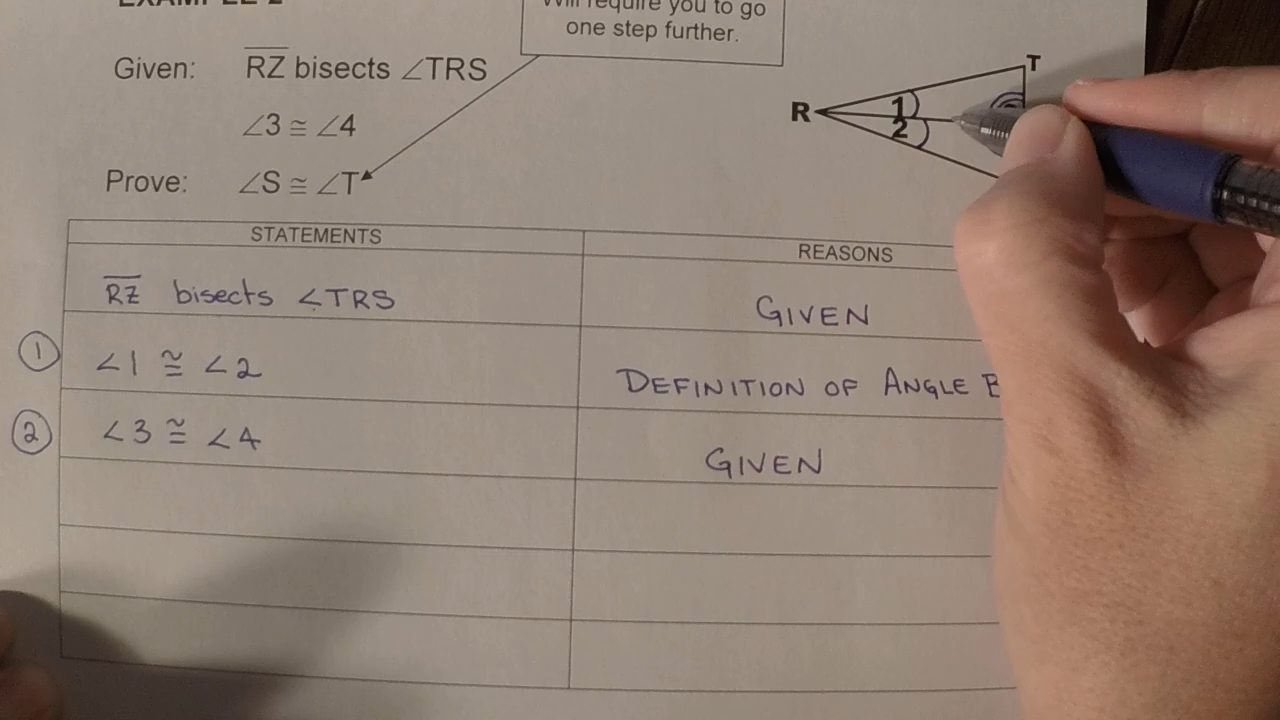 Will require you to go
one step further.
Given: RZ bisects ∠TRS
∠3 ≅ ∠4
Prove: ∠S ≅ ∠T
R 1 2 T
STATEMENTS REASONS
RZ bisects ∠TRS GIVEN
① ∠1 ≅ ∠2 DEFINITION OF ANGLE
② ∠3 ≅ ∠4 GIVEN